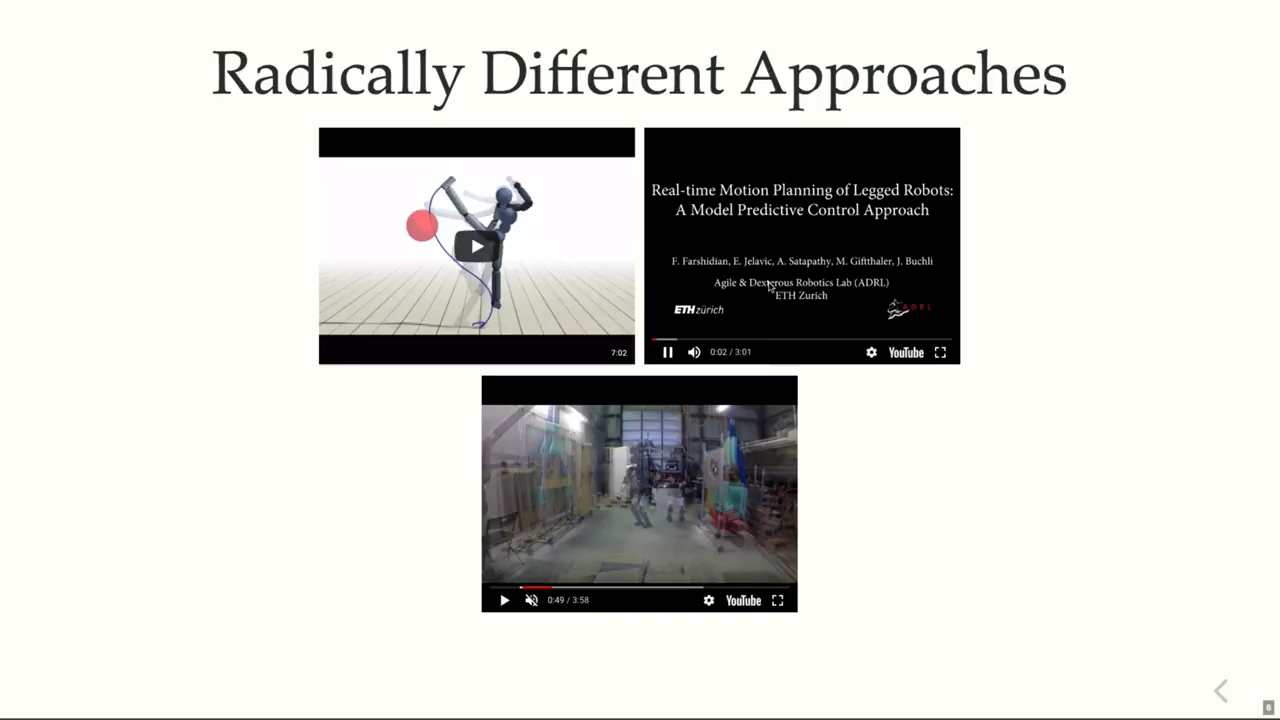 Radically Different Approaches
7:02
Real-time Motion Planning of Legged Robots:
A Model Predictive Control Approach
F. Farshidian, E. Jelavic, A. Satapathy, M. Giftthaler, J. Buchli
Agile & Dexterous Robotics Lab (ADRL)
ETH Zurich
ETH zürich
ADRL
0:02 / 3:01
YouTube
0:49 / 3:58
YouTube
6